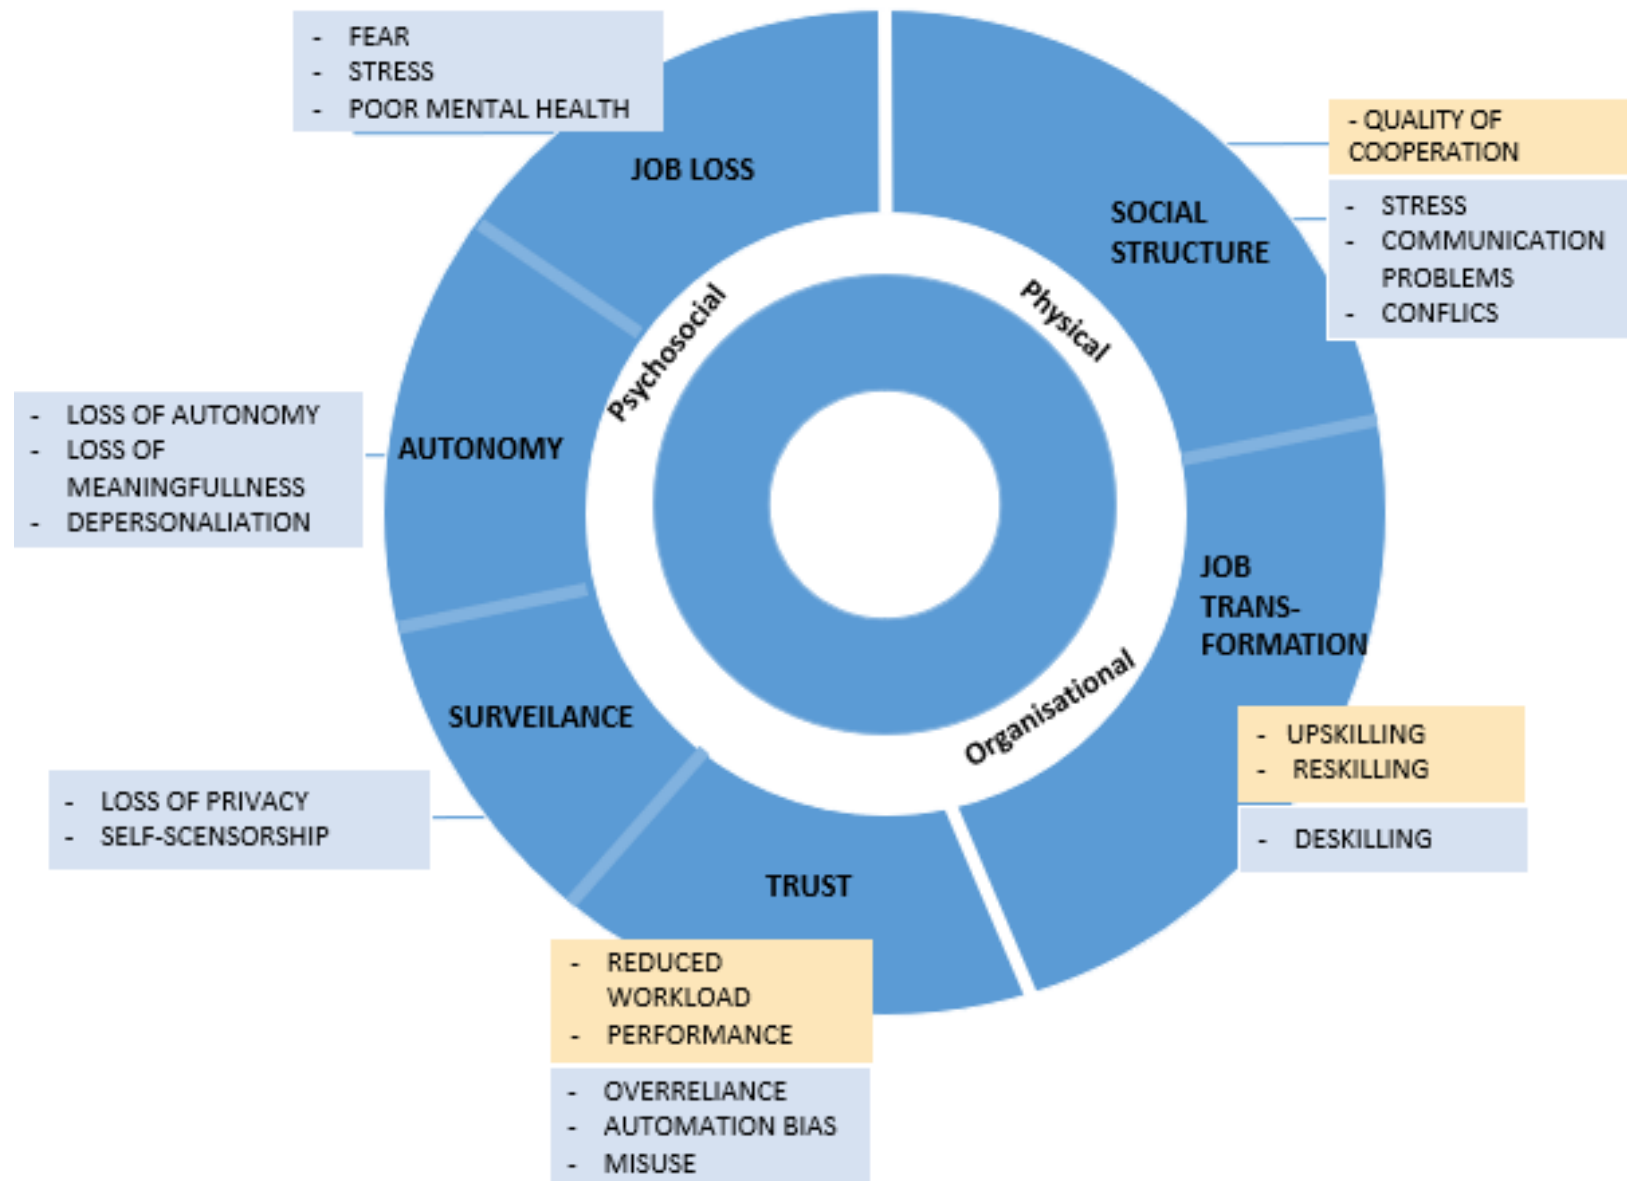 - FEAR
- STRESS
- POOR MENTAL HEALTH
JOB LOSS
- QUALITY OF
COOPERATION
SOCIAL
STRUCTURE
- STRESS
- COMMUNICATION
PROBLEMS
- CONFLICS
Psychosocial
Physical
- LOSS OF AUTONOMY
- LOSS OF
MEANINGFULLNESS
- DEPERSONALIATION
AUTONOMY
JOB
TRANS-
FORMATION
Organisational
SURVEILANCE
- UPSKILLING
- RESKILLING
- DESKILLING
- LOSS OF PRIVACY
- SELF-SCENSORSHIP
TRUST
- REDUCED
WORKLOAD
- PERFORMANCE
- OVERRELIANCE
- AUTOMATION BIAS
- MISUSE